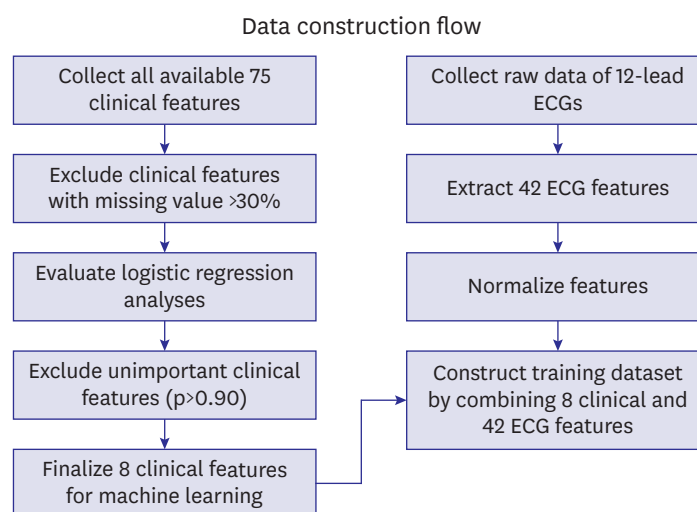 Data construction flow
Collect all available 75
clinical features
Exclude clinical features
with missing value >30%
Evaluate logistic regression
analyses
Exclude unimportant clinical
features (p>0.90)
Finalize 8 clinical features
for machine learning
Collect raw data of 12-lead
ECGs
Extract 42 ECG features
Normalize features
Construct training dataset
by combining 8 clinical and
42 ECG features